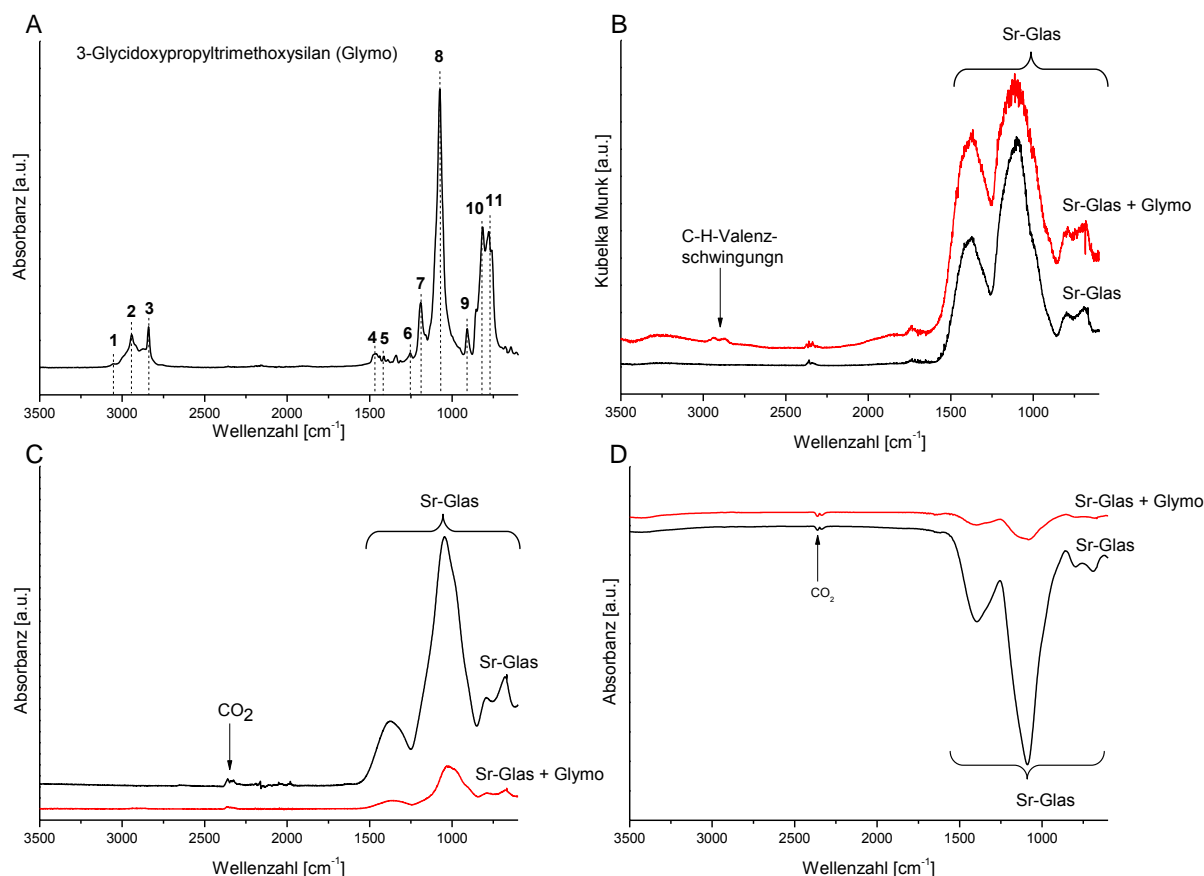 A
3-Glycidoxypropyltrimethoxysilan (Glymo)
8
7
10
11
2
3
9
1
4
5
6
Absorbanz [a.u.]
3500
3000
2500
2000
1500
1000
Wellenzahl [cm⁻¹]
B
Sr-Glas
Sr-Glas + Glymo
C-H-Valenz-
schwingungn
Sr-Glas
Kubelka Munk [a.u.]
3500
3000
2500
2000
1500
1000
Wellenzahl [cm⁻¹]
C
Sr-Glas
Sr-Glas
CO₂
Sr-Glas + Glymo
Absorbanz [a.u.]
3500
3000
2500
2000
1500
1000
Wellenzahl [cm⁻¹]
D
Sr-Glas + Glymo
Sr-Glas
CO₂
Sr-Glas
Absorbanz [a.u.]
3500
3000
2500
2000
1500
1000
Wellenzahl [cm⁻¹]